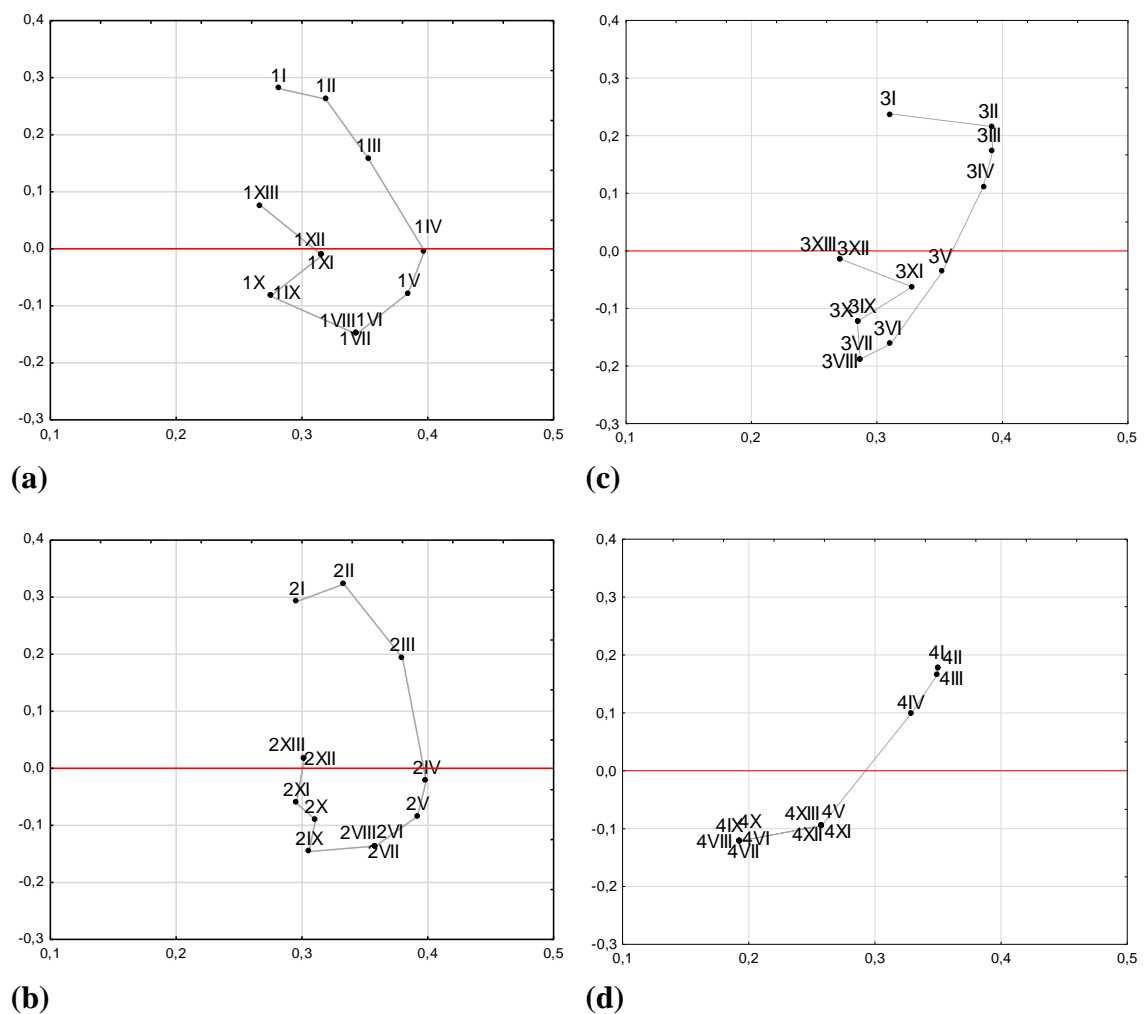 0,4
0,3
0,2
0,1
0,0
-0,1
-0,2
-0,3
0,1 0,2 0,3 0,4 0,5
1I
1II
1III
1XIII
1IV
1XII
1XI
1X
1IX
1V
1VIII 1VI
1VII
(a)
0,4
0,3
0,2
0,1
0,0
-0,1
-0,2
-0,3
0,1 0,2 0,3 0,4 0,5
3I
3II
3III
3IV
3XIII 3XII
3V
3XI
3X 3IX
3VI
3VII
3VIII
(c)
0,4
0,3
0,2
0,1
0,0
-0,1
-0,2
-0,3
0,1 0,2 0,3 0,4 0,5
2II
2I
2III
2XIII
2XII
2IV
2XI
2X
2V
2IX
2VIII 2VI
2VII
(b)
0,4
0,3
0,2
0,1
0,0
-0,1
-0,2
-0,3
0,1 0,2 0,3 0,4 0,5
4I 4II
4III
4IV
4XIII 4V
4IX 4X
4XII 4XI
4VIII 4VI
4VII
(d)